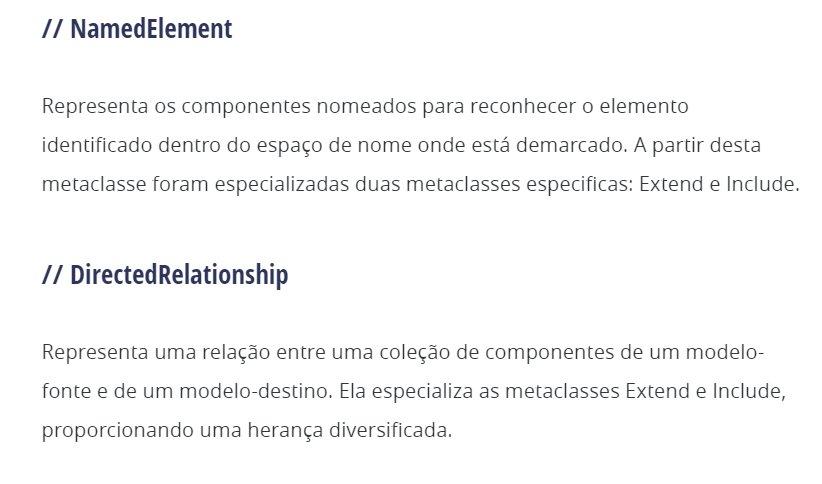 // NamedElement
Representa os componentes nomeados para reconhecer o elemento
identificado dentro do espaço de nome onde está demarcado. A partir desta
metaclasse foram especializadas duas metaclasses especificas: Extend e Include.
// DirectedRelationship
Representa uma relação entre uma coleção de componentes de um modelo-
fonte e de um modelo-destino. Ela especializa as metaclasses Extend e Include,
proporcionando uma herança diversificada.